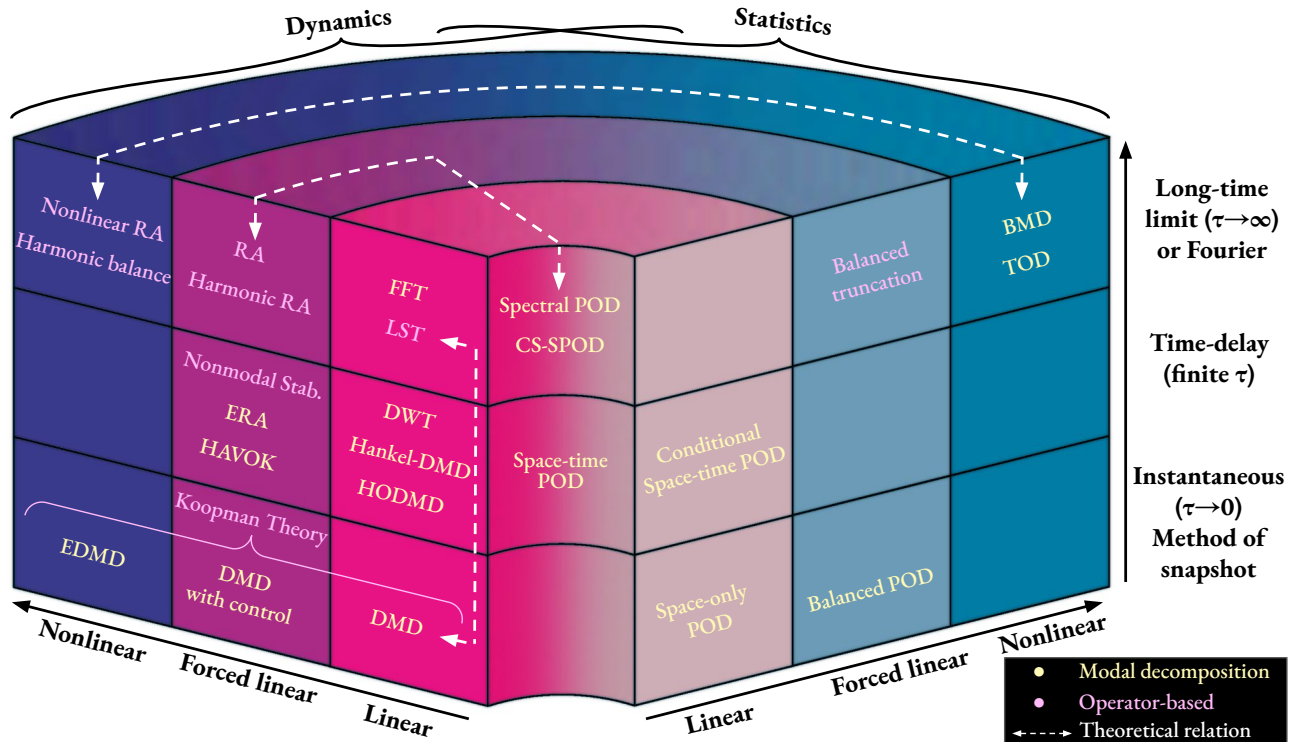 Dynamics
Statistics
Nonlinear RA
Harmonic balance
RA
Harmonic RA
FFT
LST
Spectral POD
CS-SPOD
Balanced
truncation
BMD
TOD
Long-time
limit (τ→∞)
or Fourier
Nonmodal Stab.
ERA
HAVOK
DWT
Hankel-DMD
HODMD
Space-time
POD
Conditional
Space-time POD
Time-delay
(finite τ)
Koopman Theory
EDMD
DMD
with control
DMD
Space-only
POD
Balanced POD
Instantaneous
(τ→0)
Method of
snapshot
Nonlinear
Forced linear
Linear
Linear
Forced linear
Nonlinear
Modal decomposition
Operator-based
Theoretical relation